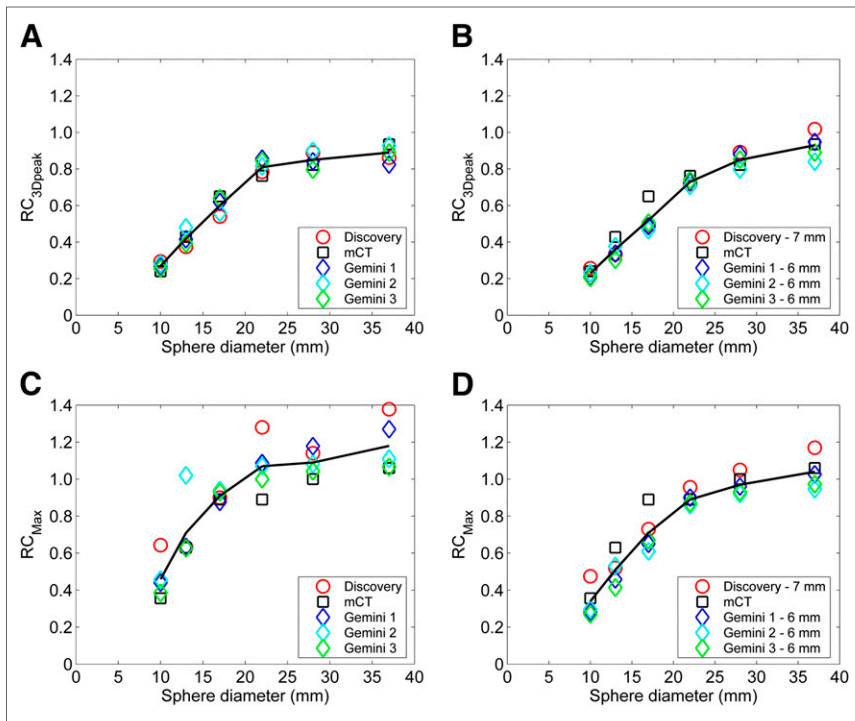 A
RC3Dpeak
1.4
1.2
1.0
0.8
0.6
0.4
0.2
0
0 5 10 15 20 25 30 35 40
Sphere diameter (mm)
Discovery
mCT
Gemini 1
Gemini 2
Gemini 3
B
RC3Dpeak
1.4
1.2
1.0
0.8
0.6
0.4
0.2
0
0 5 10 15 20 25 30 35 40
Sphere diameter (mm)
Discovery - 7 mm
mCT
Gemini 1 - 6 mm
Gemini 2 - 6 mm
Gemini 3 - 6 mm
C
RCMax
1.4
1.2
1.0
0.8
0.6
0.4
0.2
0
0 5 10 15 20 25 30 35 40
Sphere diameter (mm)
Discovery
mCT
Gemini 1
Gemini 2
Gemini 3
D
RCMax
1.4
1.2
1.0
0.8
0.6
0.4
0.2
0
0 5 10 15 20 25 30 35 40
Sphere diameter (mm)
Discovery - 7 mm
mCT
Gemini 1 - 6 mm
Gemini 2 - 6 mm
Gemini 3 - 6 mm